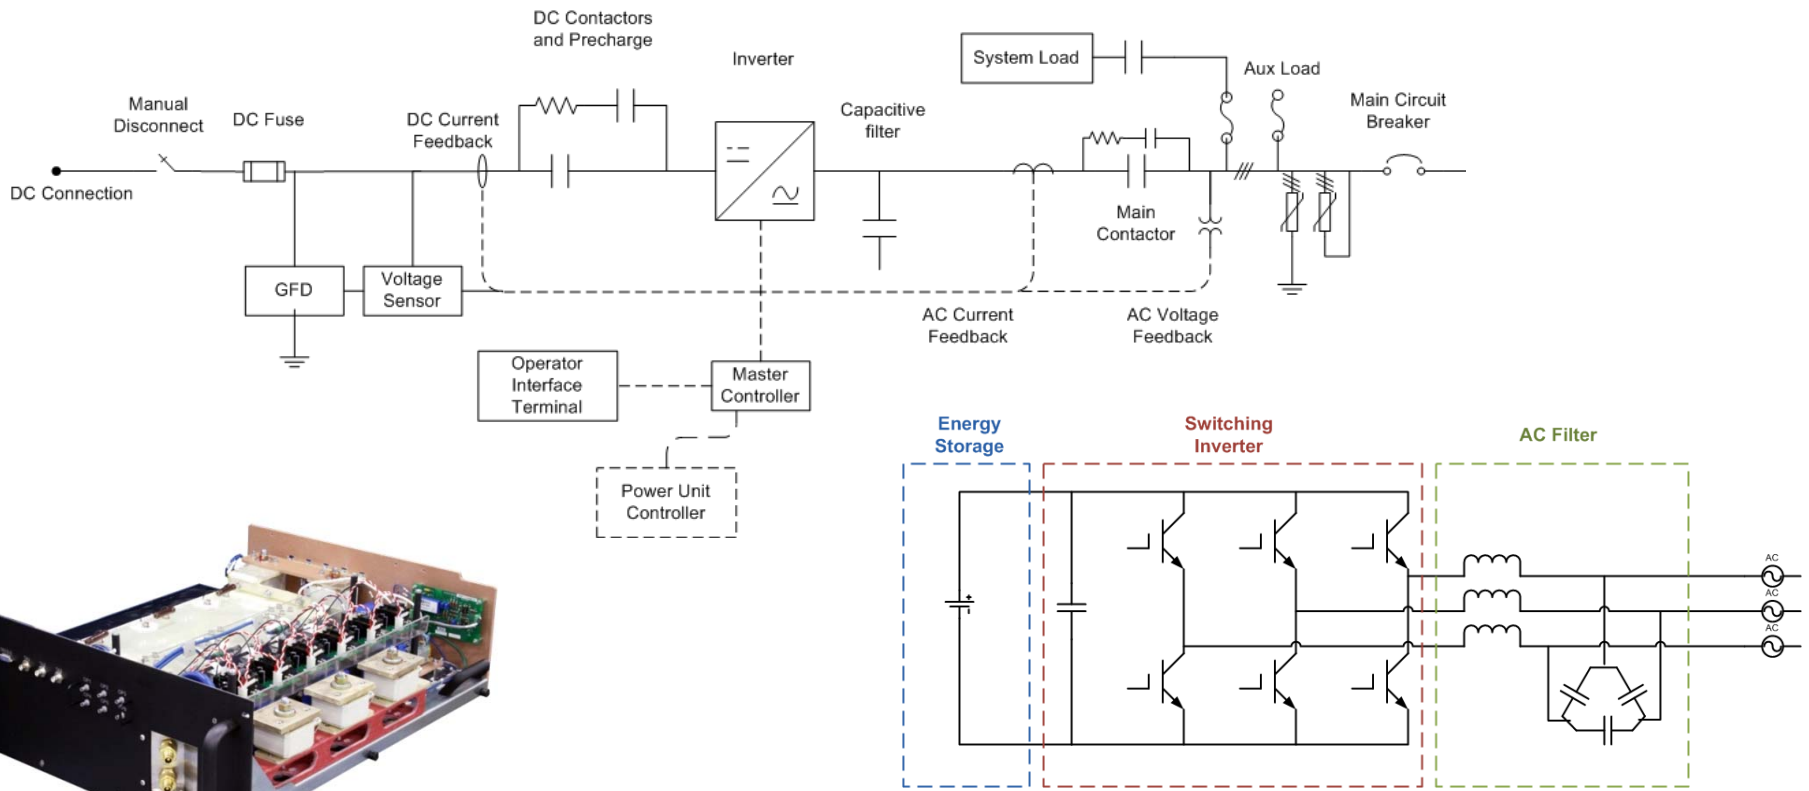 DC Contactors
and Precharge
Inverter
System Load
Aux Load
Main Circuit
Breaker
Capacitive
filter
Manual
Disconnect
DC Fuse
DC Current
Feedback
DC Connection
Main
Contactor
GFD
Voltage
Sensor
AC Current
Feedback
AC Voltage
Feedback
Operator
Interface
Terminal
Master
Controller
Power Unit
Controller
Energy
Storage
Switching
Inverter
AC Filter
AC
AC
AC